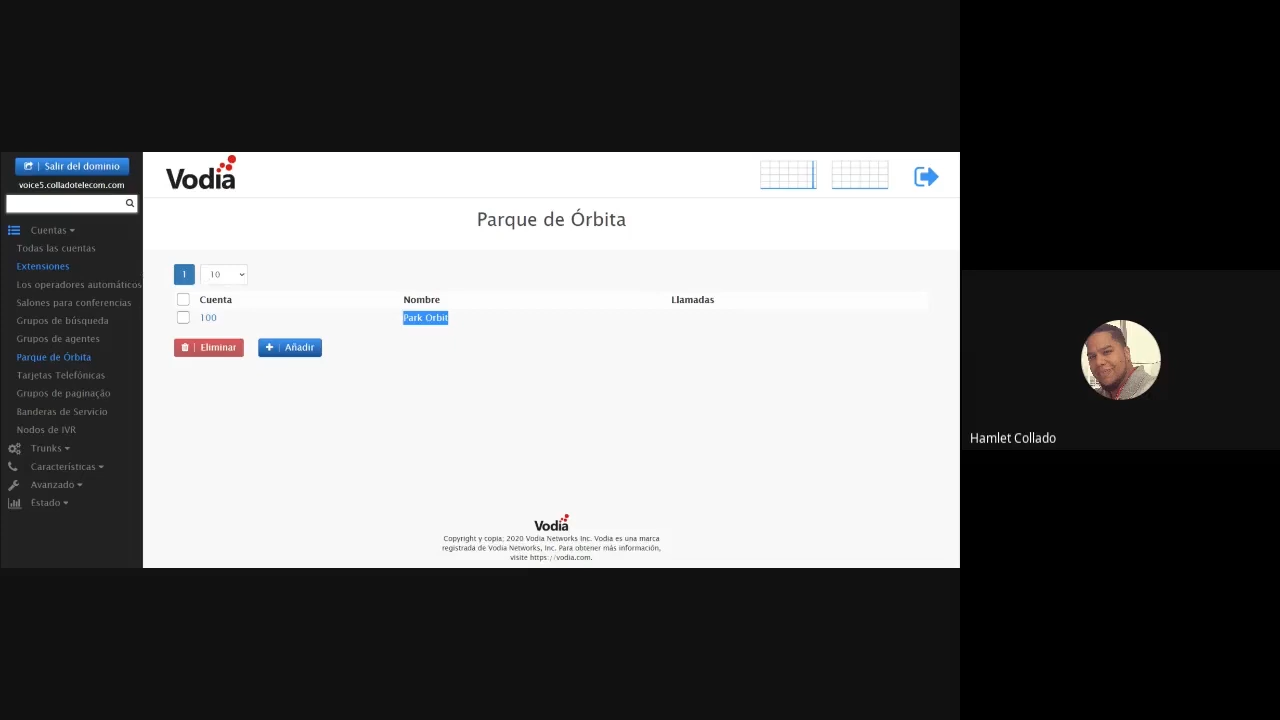 Salir del dominio
voice5.colladotelecom.com
Cuentas
Todas las cuentas
Extensiones
Los operadores automáticos
Salones para conferencias
Grupos de búsqueda
Grupos de agentes
Parque de Órbita
Tarjetas Telefónicas
Grupos de paginação
Banderas de Servicio
Nodos de IVR
Trunks
Características
Avanzado
Estado
Vodia
Parque de Órbita
1 10
Cuenta Nombre Llamadas
100 Park Orbit
Eliminar Añadir
Vodia
Copyright y copia; 2020 Vodia Networks Inc. Vodia es una marca
registrada de Vodia Networks, Inc. Para obtener más información,
visite https://vodia.com.
Hamlet Collado